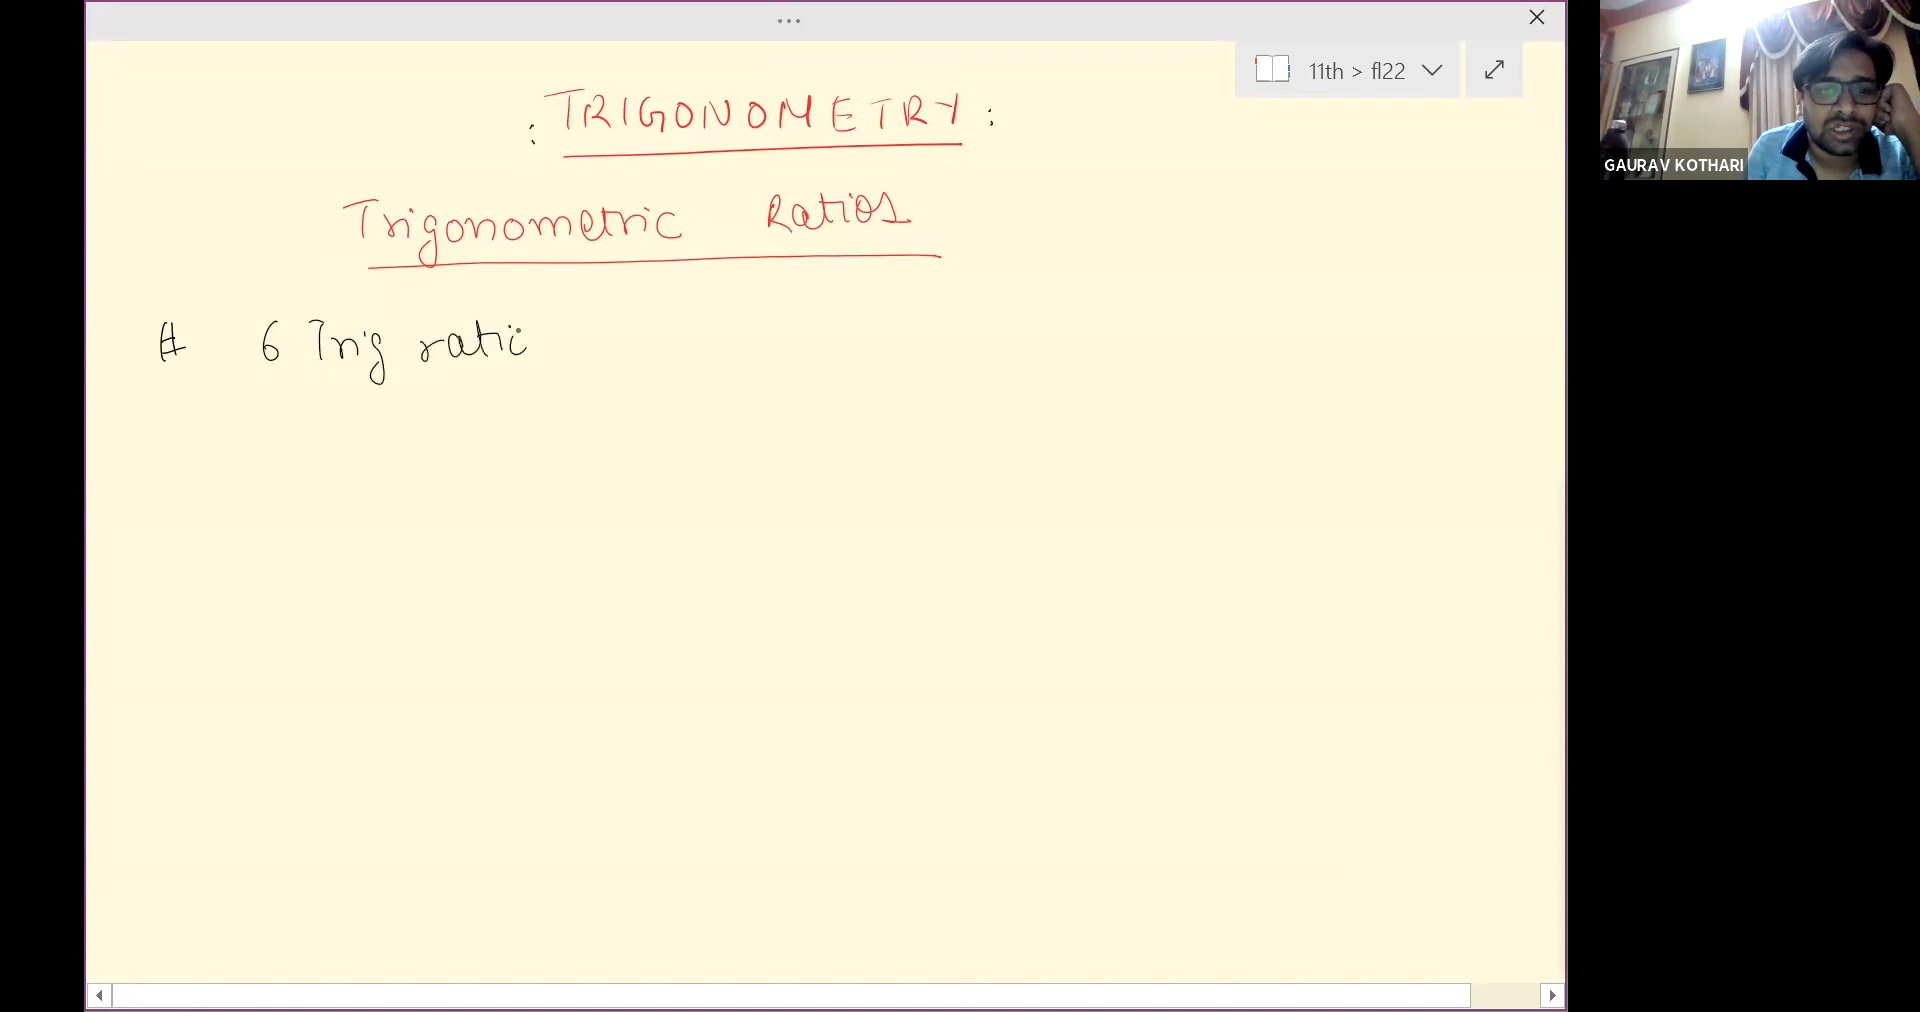 11th > fl22
: TRIGONOMETRY :
Trigonometric Ratios
# 6 Trig ratio
GAURAV KOTHARI